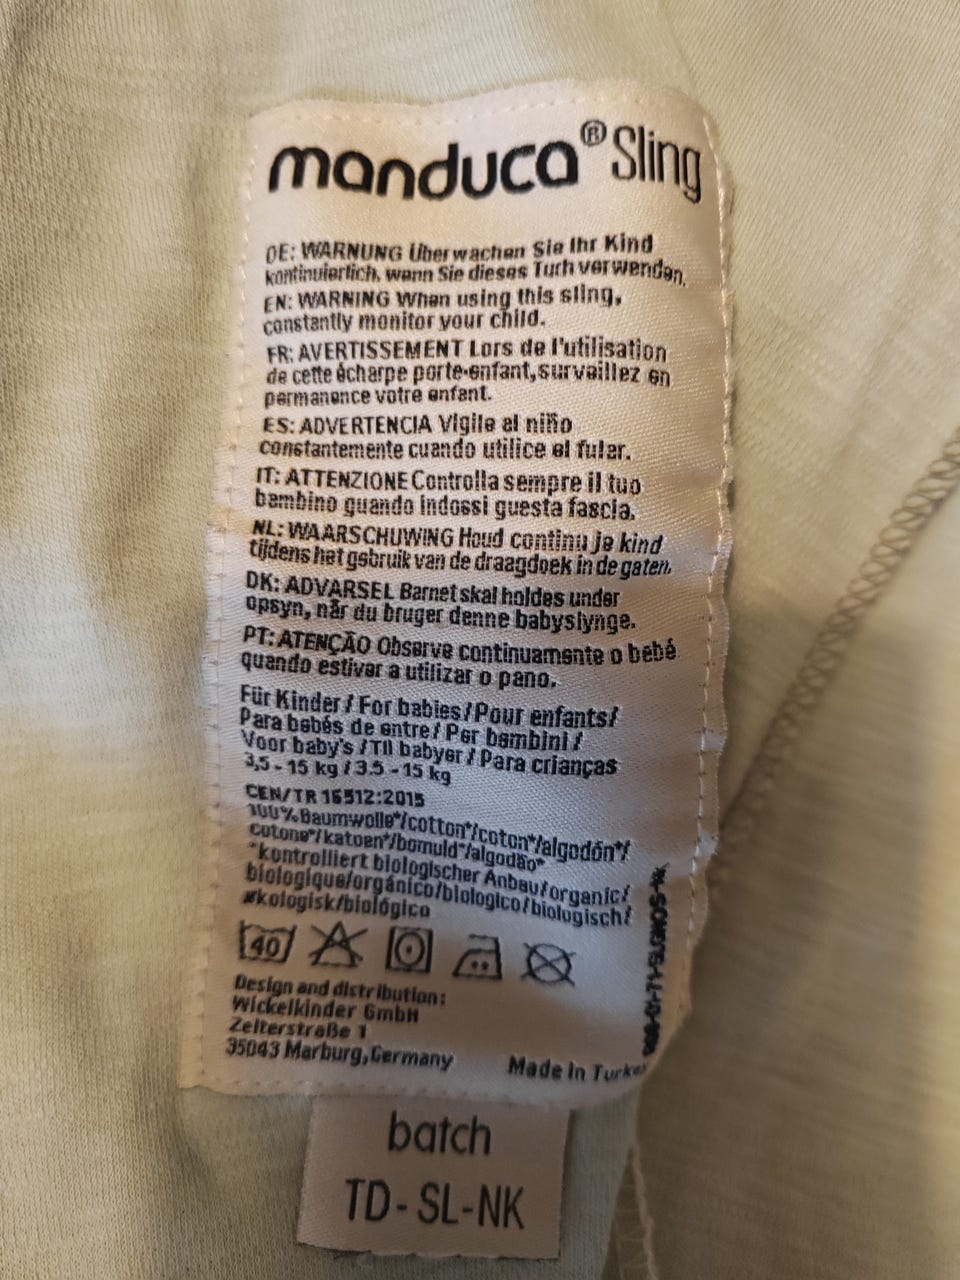 manduca® Sling
DE: WARNUNG Überwachen Sie Ihr Kind
kontinuierlich, wenn Sie dieses Tuch verwenden.
EN: WARNING When using this sling,
constantly monitor your child.
FR: AVERTISSEMENT Lors de l'utilisation
de cette écharpe porte-enfant, surveillez en
permanence votre enfant.
ES: ADVERTENCIA Vigile al niño
constantemente cuando utilice el fular.
IT: ATTENZIONE Controlla sempre il tuo
bambino quando indossi questa fascia.
NL: WAARSCHUWING Houd continu je kind
tijdens het gebruik van de draagdoek in de gaten.
DK: ADVARSEL Barnet skal holdes under
opsyn, når du bruger denne babyslynge.
PT: ATENÇÃO Observe continuamente o bebé
quando estiver a utilizar o pano.
Für Kinder / For babies / Pour enfants /
Para bebés de entre / Per bambini /
Voor baby's / Til babyer / Para crianças
3,5 - 15 kg / 3.5 - 15 kg
CEN/TR 16512:2015
100% Baumwolle*/cotton*/coton*/algodón*/
cotone*/katoen*/bomuld*/algodão*
*kontrolliert biologischer Anbau/organic/
biologique/orgánico/biologico/biologisch/
økologisk/biológico
40
Design and distribution:
Wickelkinder GmbH
Zeiterstraße 1
35043 Marburg, Germany
Made in Turkey
batch
TD- SL-NK